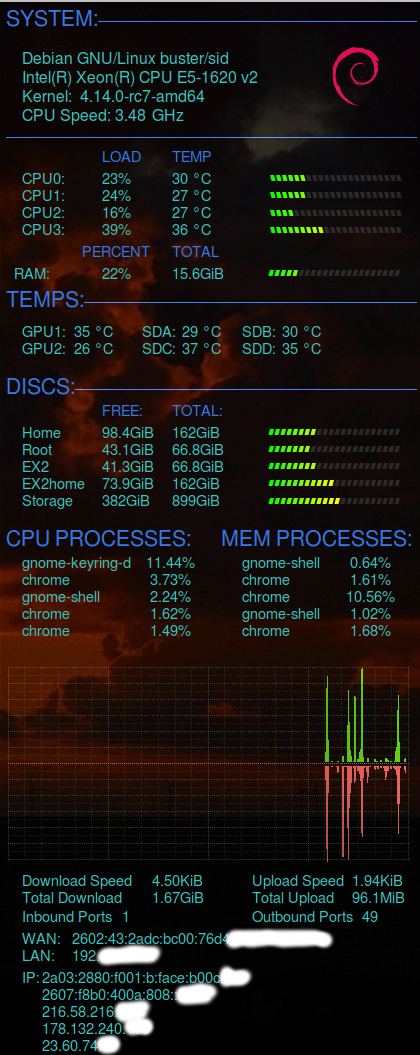 SYSTEM:
Debian GNU/Linux buster/sid
Intel(R) Xeon(R) CPU E5-1620 v2
Kernel: 4.14.0-rc7-amd64
CPU Speed: 3.48 GHz
LOAD TEMP
CPU0: 23% 30 °C
CPU1: 24% 27 °C
CPU2: 16% 27 °C
CPU3: 39% 36 °C
PERCENT TOTAL
RAM: 22% 15.6GiB
TEMPS:
GPU1: 35 °C SDA: 29 °C SDB: 30 °C
GPU2: 26 °C SDC: 37 °C SDD: 35 °C
DISCS:
FREE: TOTAL:
Home 98.4GiB 162GiB
Root 43.1GiB 66.8GiB
EX2 41.3GiB 66.8GiB
EX2home 73.9GiB 162GiB
Storage 382GiB 899GiB
CPU PROCESSES: MEM PROCESSES:
gnome-keyring-d 11.44% gnome-shell 0.64%
chrome 3.73% chrome 1.61%
gnome-shell 2.24% chrome 10.56%
chrome 1.62% gnome-shell 1.02%
chrome 1.49% chrome 1.68%
Download Speed 4.50KiB Upload Speed 1.94KiB
Total Download 1.67GiB Total Upload 96.1MiB
Inbound Ports 1 Outbound Ports 49
WAN: 2602:43:2adc:bc00:76d4
LAN: 192.
IP: 2a03:2880:f001:b:face:b00c
2607:f8b0:400a:808::
216.58.216
178.132.240.
23.60.74